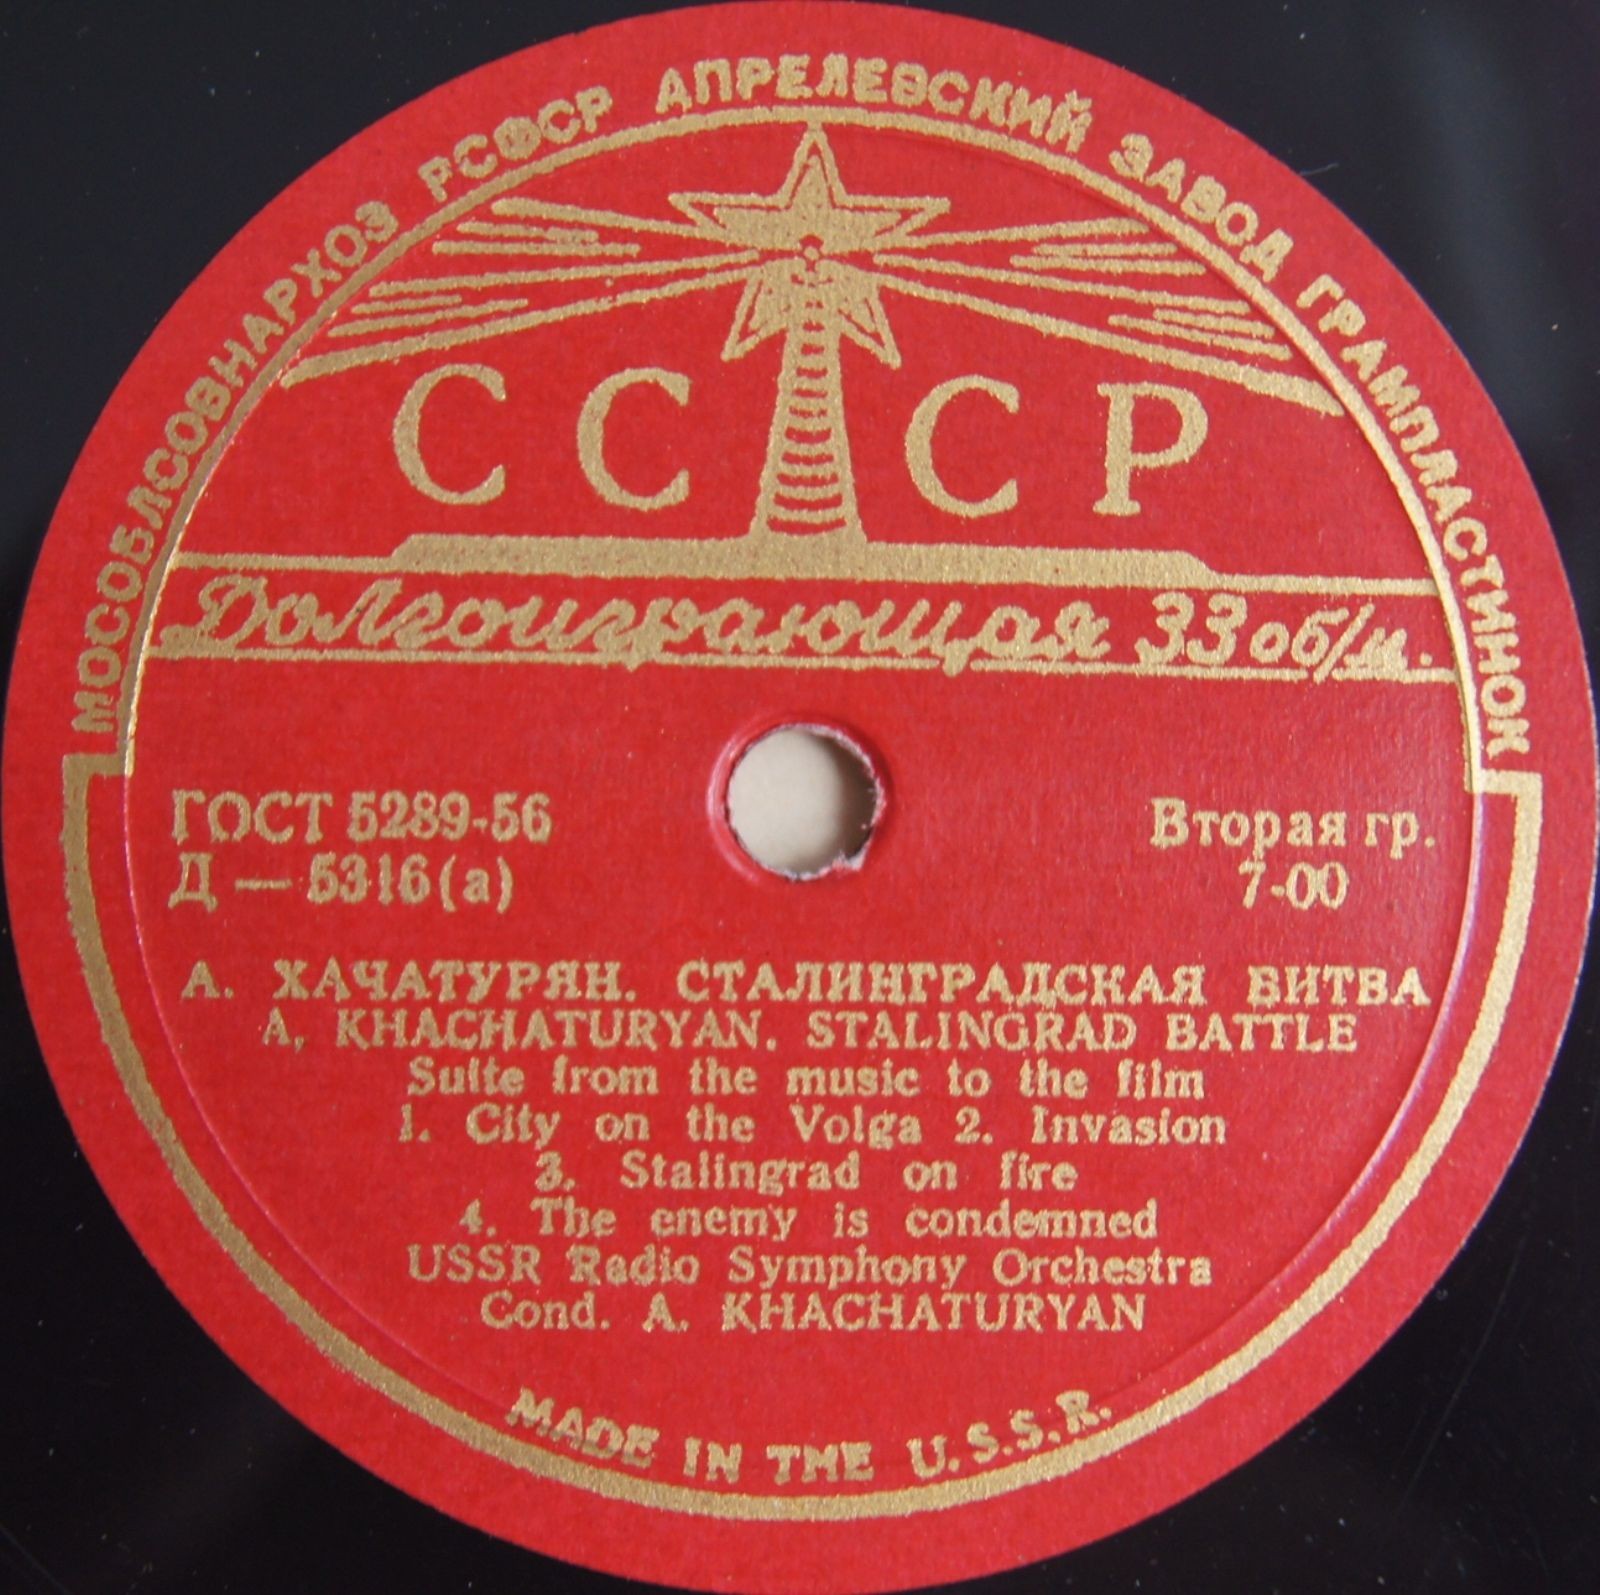 МОСОБЛСОВНАРХОЗ РСФСР АПРЕЛЕВСКИЙ ЗАВОД ГРАМПЛАСТИНОК
СССР
Долгоиграющая 33 об/м.
ГОСТ 5289-56
Вторая гр.
Д — 5316(а)
7-00
А. ХАЧАТУРЯН. СТАЛИНГРАДСКАЯ БИТВА
A. KHACHATURYAN. STALINGRAD BATTLE
Suite from the music to the film
1. City on the Volga 2. Invasion
3. Stalingrad on fire
4. The enemy is condemned
USSR Radio Symphony Orchestra
Cond. A. KHACHATURYAN
MADE IN THE U.S.S.R.